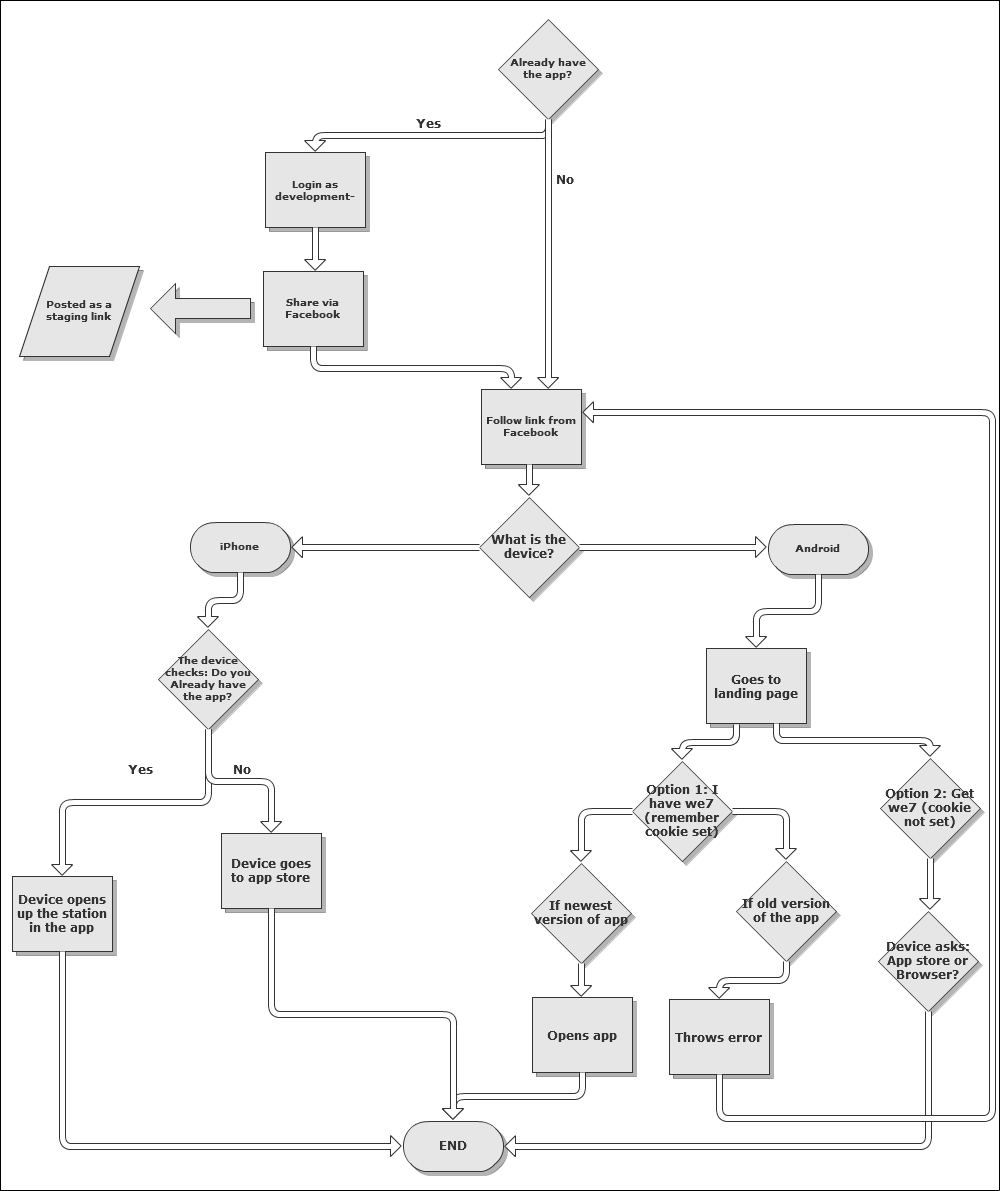 Already have
the app?
Yes
No
Login as
development-
Share via
Facebook
Posted as a
staging link
Follow link from
Facebook
What is the
device?
iPhone
Android
The device
checks: Do you
Already have
the app?
Goes to
landing page
Yes
No
Option 1: I
have we7
(remember
cookie set)
Option 2: Get
we7 (cookie
not set)
Device goes
to app store
Device opens
up the station
in the app
If newest
version of app
If old version
of the app
Device asks:
App store or
Browser?
Opens app
Throws error
END